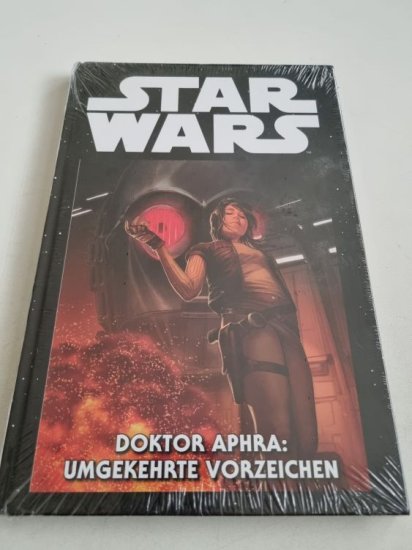 STAR
WARS
DOKTOR APHRA:
UMGEKEHRTE VORZEICHEN